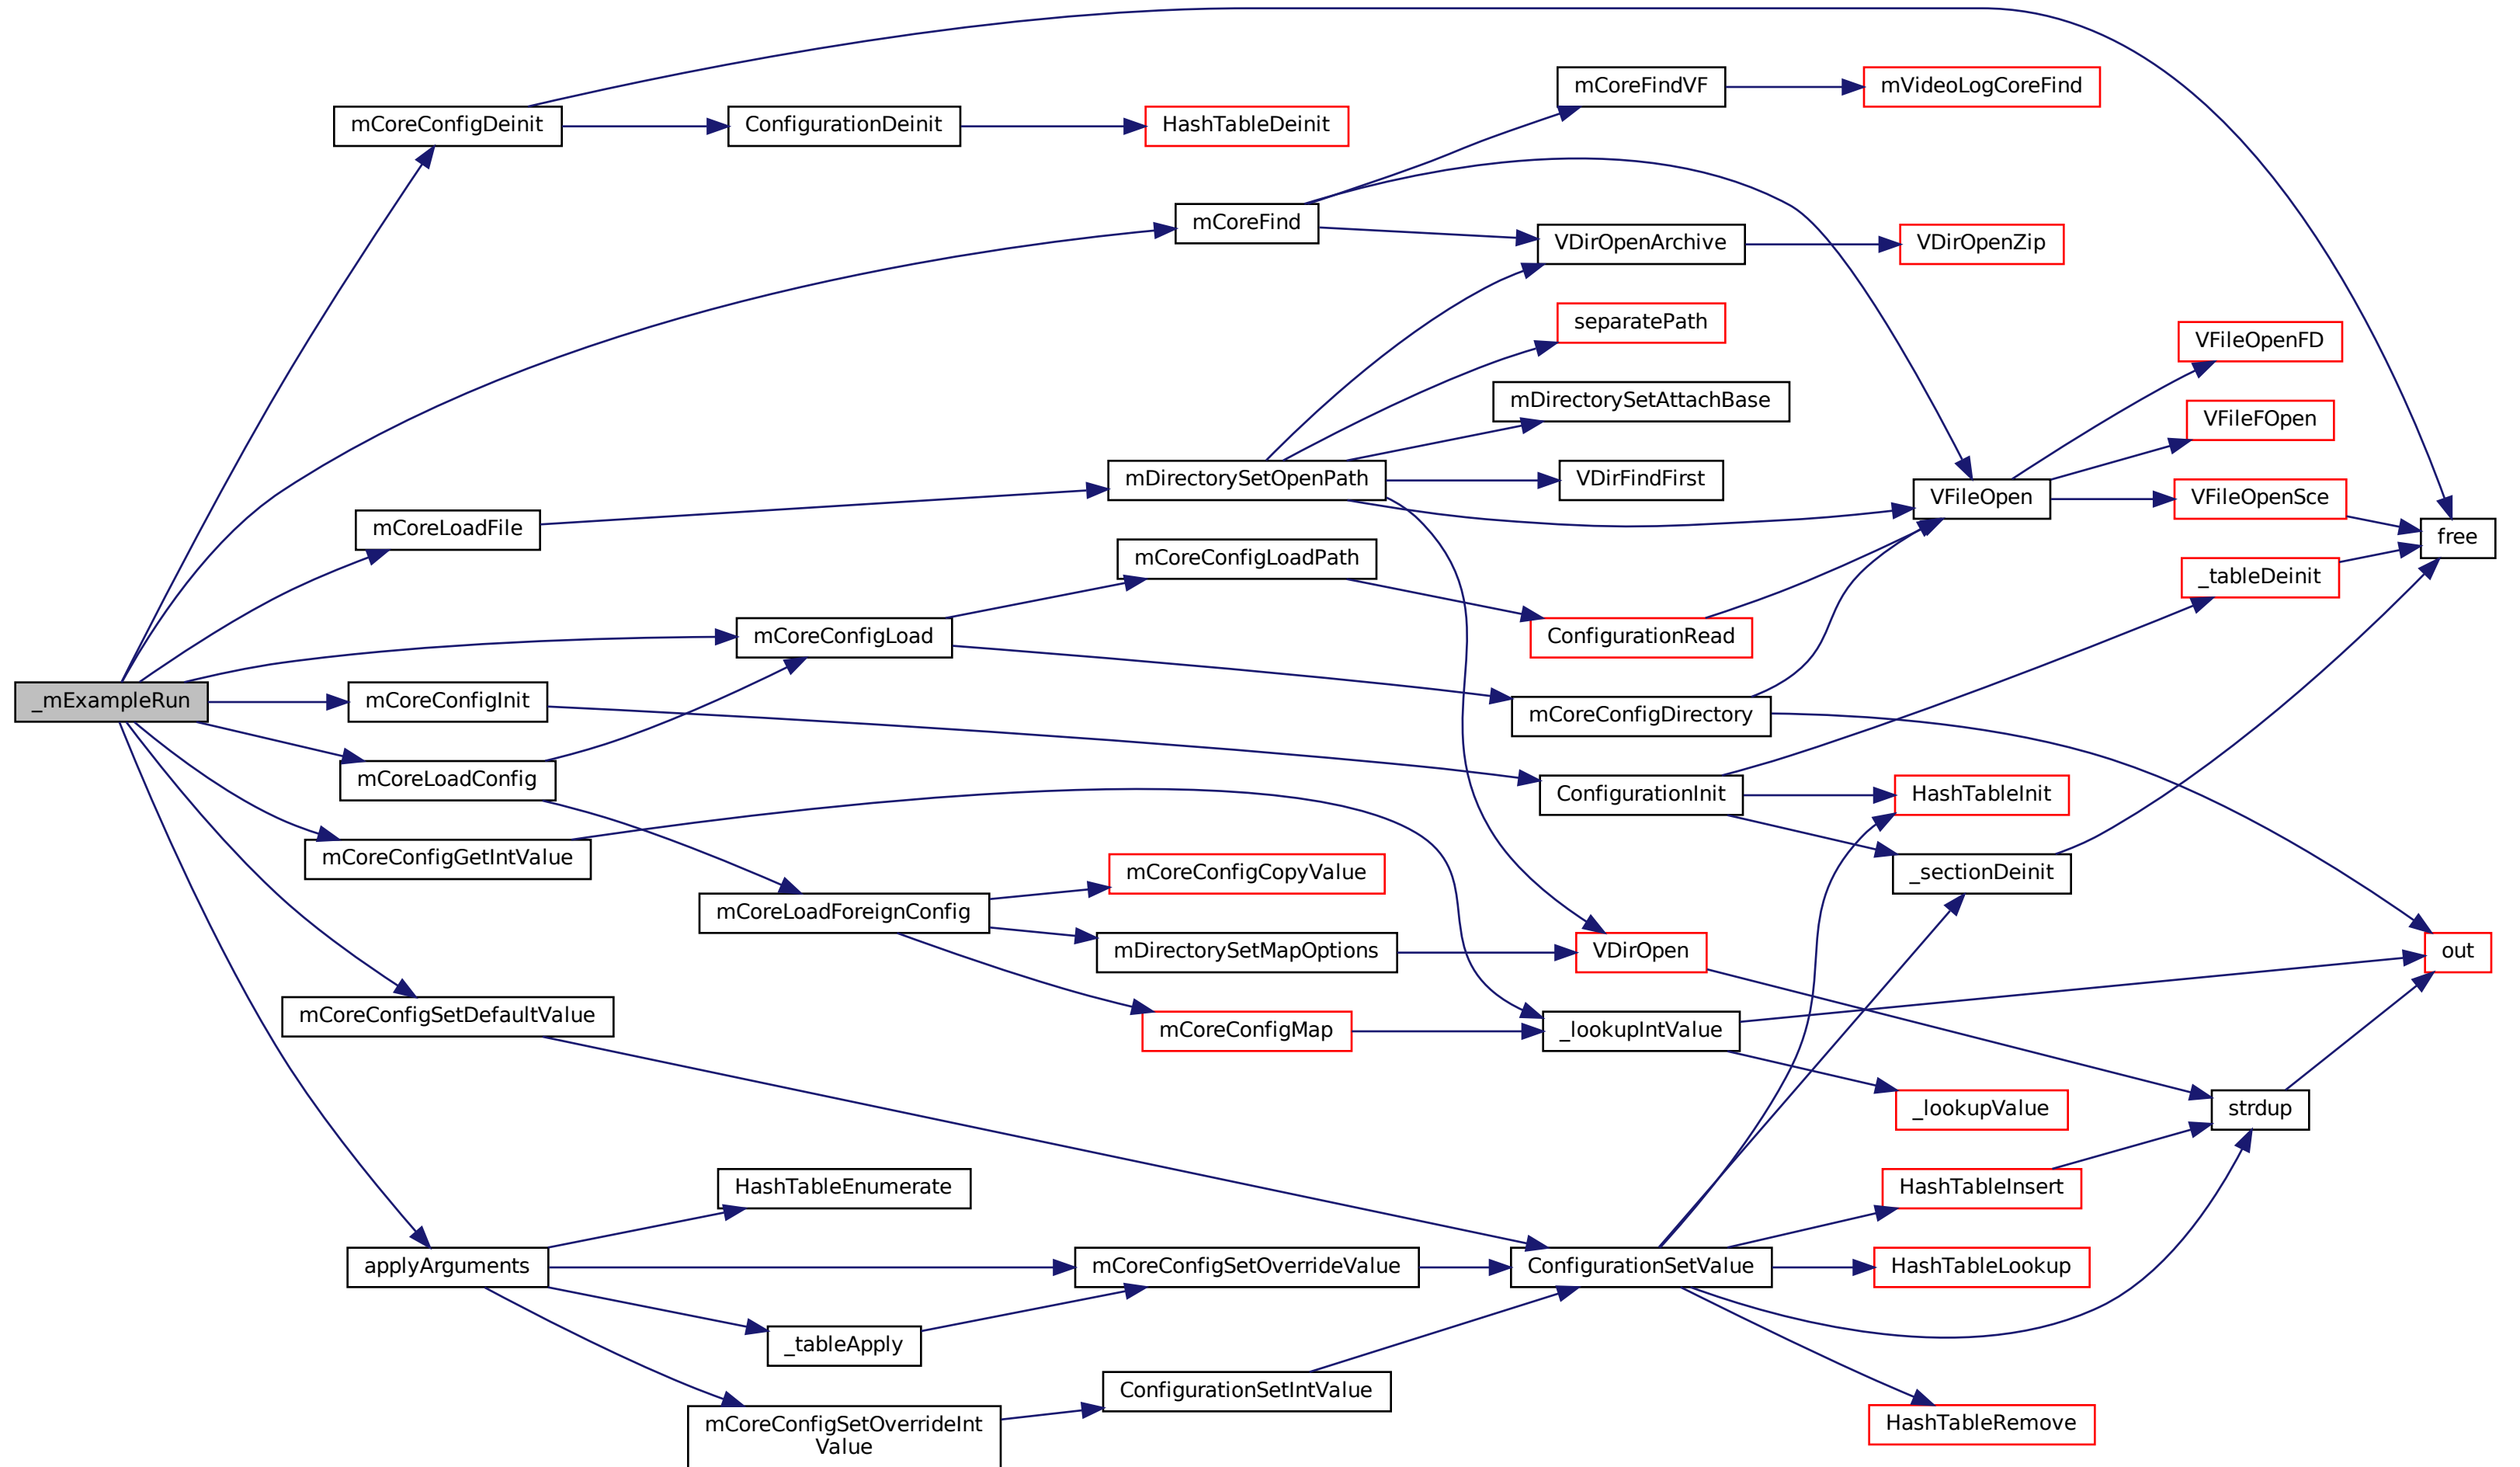 _mExampleRun
mCoreConfigDeinit
ConfigurationDeinit
HashTableDeinit
mCoreFind
mCoreFindVF
mVideoLogCoreFind
VDirOpenArchive
VDirOpenZip
separatePath
mDirectorySetAttachBase
mDirectorySetOpenPath
VDirFindFirst
VFileOpen
VFileOpenFD
VFileFOpen
VFileOpenSce
free
mCoreLoadFile
mCoreConfigLoadPath
_tableDeinit
mCoreConfigLoad
ConfigurationRead
mCoreConfigInit
mCoreConfigDirectory
mCoreLoadConfig
ConfigurationInit
HashTableInit
mCoreConfigGetIntValue
_sectionDeinit
mCoreConfigCopyValue
mCoreLoadForeignConfig
mDirectorySetMapOptions
VDirOpen
out
mCoreConfigSetDefaultValue
mCoreConfigMap
_lookupIntValue
_lookupValue
strdup
HashTableEnumerate
HashTableInsert
applyArguments
mCoreConfigSetOverrideValue
ConfigurationSetValue
HashTableLookup
_tableApply
ConfigurationSetIntValue
mCoreConfigSetOverrideInt
Value
HashTableRemove